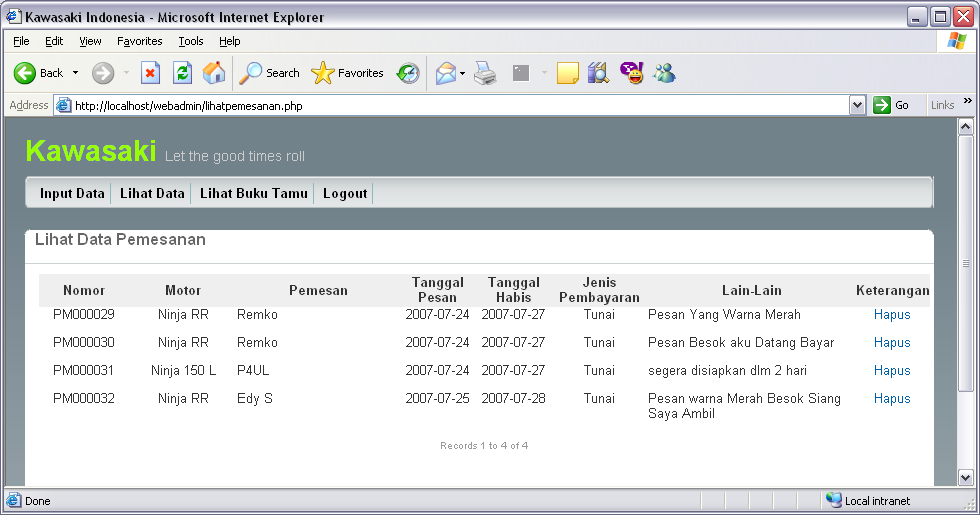 Kawasaki Indonesia - Microsoft Internet Explorer
File Edit View Favorites Tools Help
Back Search Favorites
Address http://localhost/webadmin/lihatpemesanan.php Go Links »
Kawasaki Let the good times roll
Input Data Lihat Data Lihat Buku Tamu Logout
Lihat Data Pemesanan
Nomor Motor Pemesan Tanggal Pesan Tanggal Habis Jenis Pembayaran Lain-Lain Keterangan
PM000029 Ninja RR Remko 2007-07-24 2007-07-27 Tunai Pesan Yang Warna Merah Hapus
PM000030 Ninja RR Remko 2007-07-24 2007-07-27 Tunai Pesan Besok aku Datang Bayar Hapus
PM000031 Ninja 150 L P4UL 2007-07-24 2007-07-27 Tunai segera disiapkan dlm 2 hari Hapus
PM000032 Ninja RR Edy S 2007-07-25 2007-07-28 Tunai Pesan warna Merah Besok Siang Hapus
Saya Ambil
Records 1 to 4 of 4
Done Local intranet